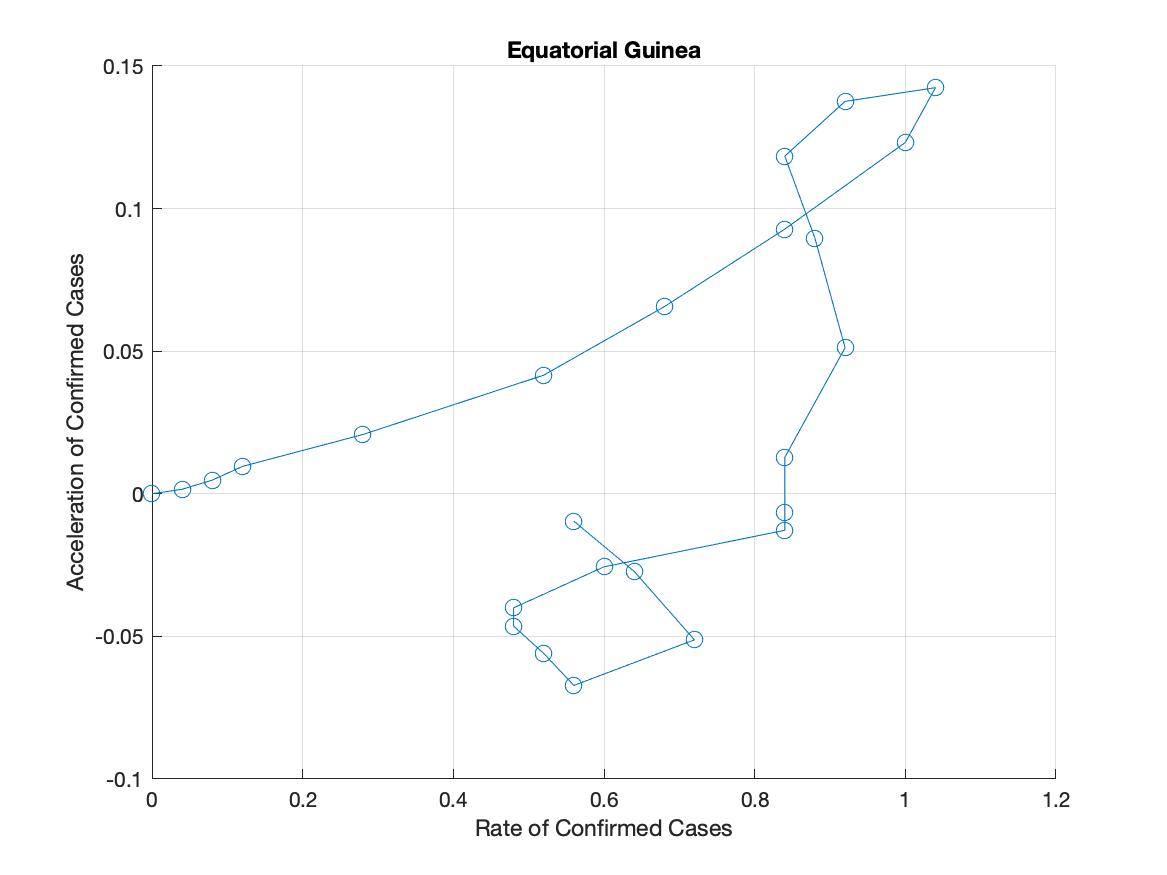 Equatorial Guinea
0.15
0.1
0.05
0
-0.05
-0.1
Acceleration of Confirmed Cases
0 0.2 0.4 0.6 0.8 1 1.2
Rate of Confirmed Cases